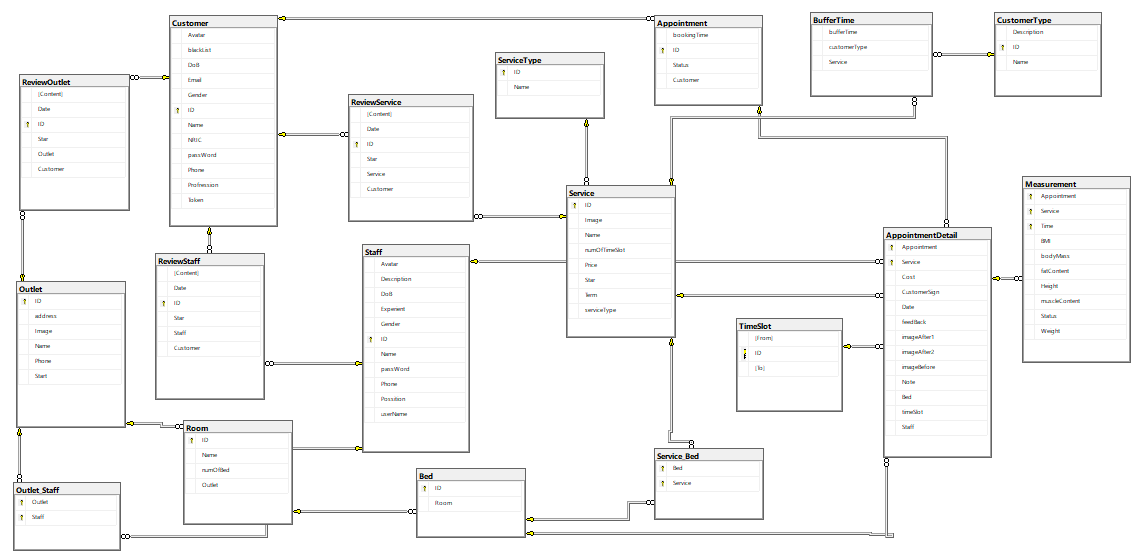 Customer
Avatar
blackList
DoB
Email
Gender
ID
Name
NRIC
passWord
Phone
Profession
Token
Appointment
bookingTime
ID
Status
Customer
BufferTime
bufferTime
customerType
Service
CustomerType
Description
ID
Name
ServiceType
ID
Name
ReviewOutlet
[Content]
Date
ID
Star
Outlet
Customer
ReviewService
[Content]
Date
ID
Star
Service
Customer
Service
ID
Image
Name
numOfTimeSlot
Price
Star
Term
serviceType
Measurement
Appointment
Service
Time
BMI
bodyMass
fatContent
Height
muscleContent
Status
Weight
AppointmentDetail
Appointment
Service
Cost
CustomerSign
Date
feedBack
imageAfter1
imageAfter2
imageBefore
Note
Bed
timeSlot
Staff
Staff
Avatar
Description
DoB
Experient
Gender
ID
Name
passWord
Phone
Possition
userName
ReviewStaff
[Content]
Date
ID
Star
Staff
Customer
Outlet
ID
address
Image
Name
Phone
Start
TimeSlot
[From]
ID
[To]
Room
ID
Name
numOfBed
Outlet
Service_Bed
Bed
Service
Bed
ID
Room
Outlet_Staff
Outlet
Staff